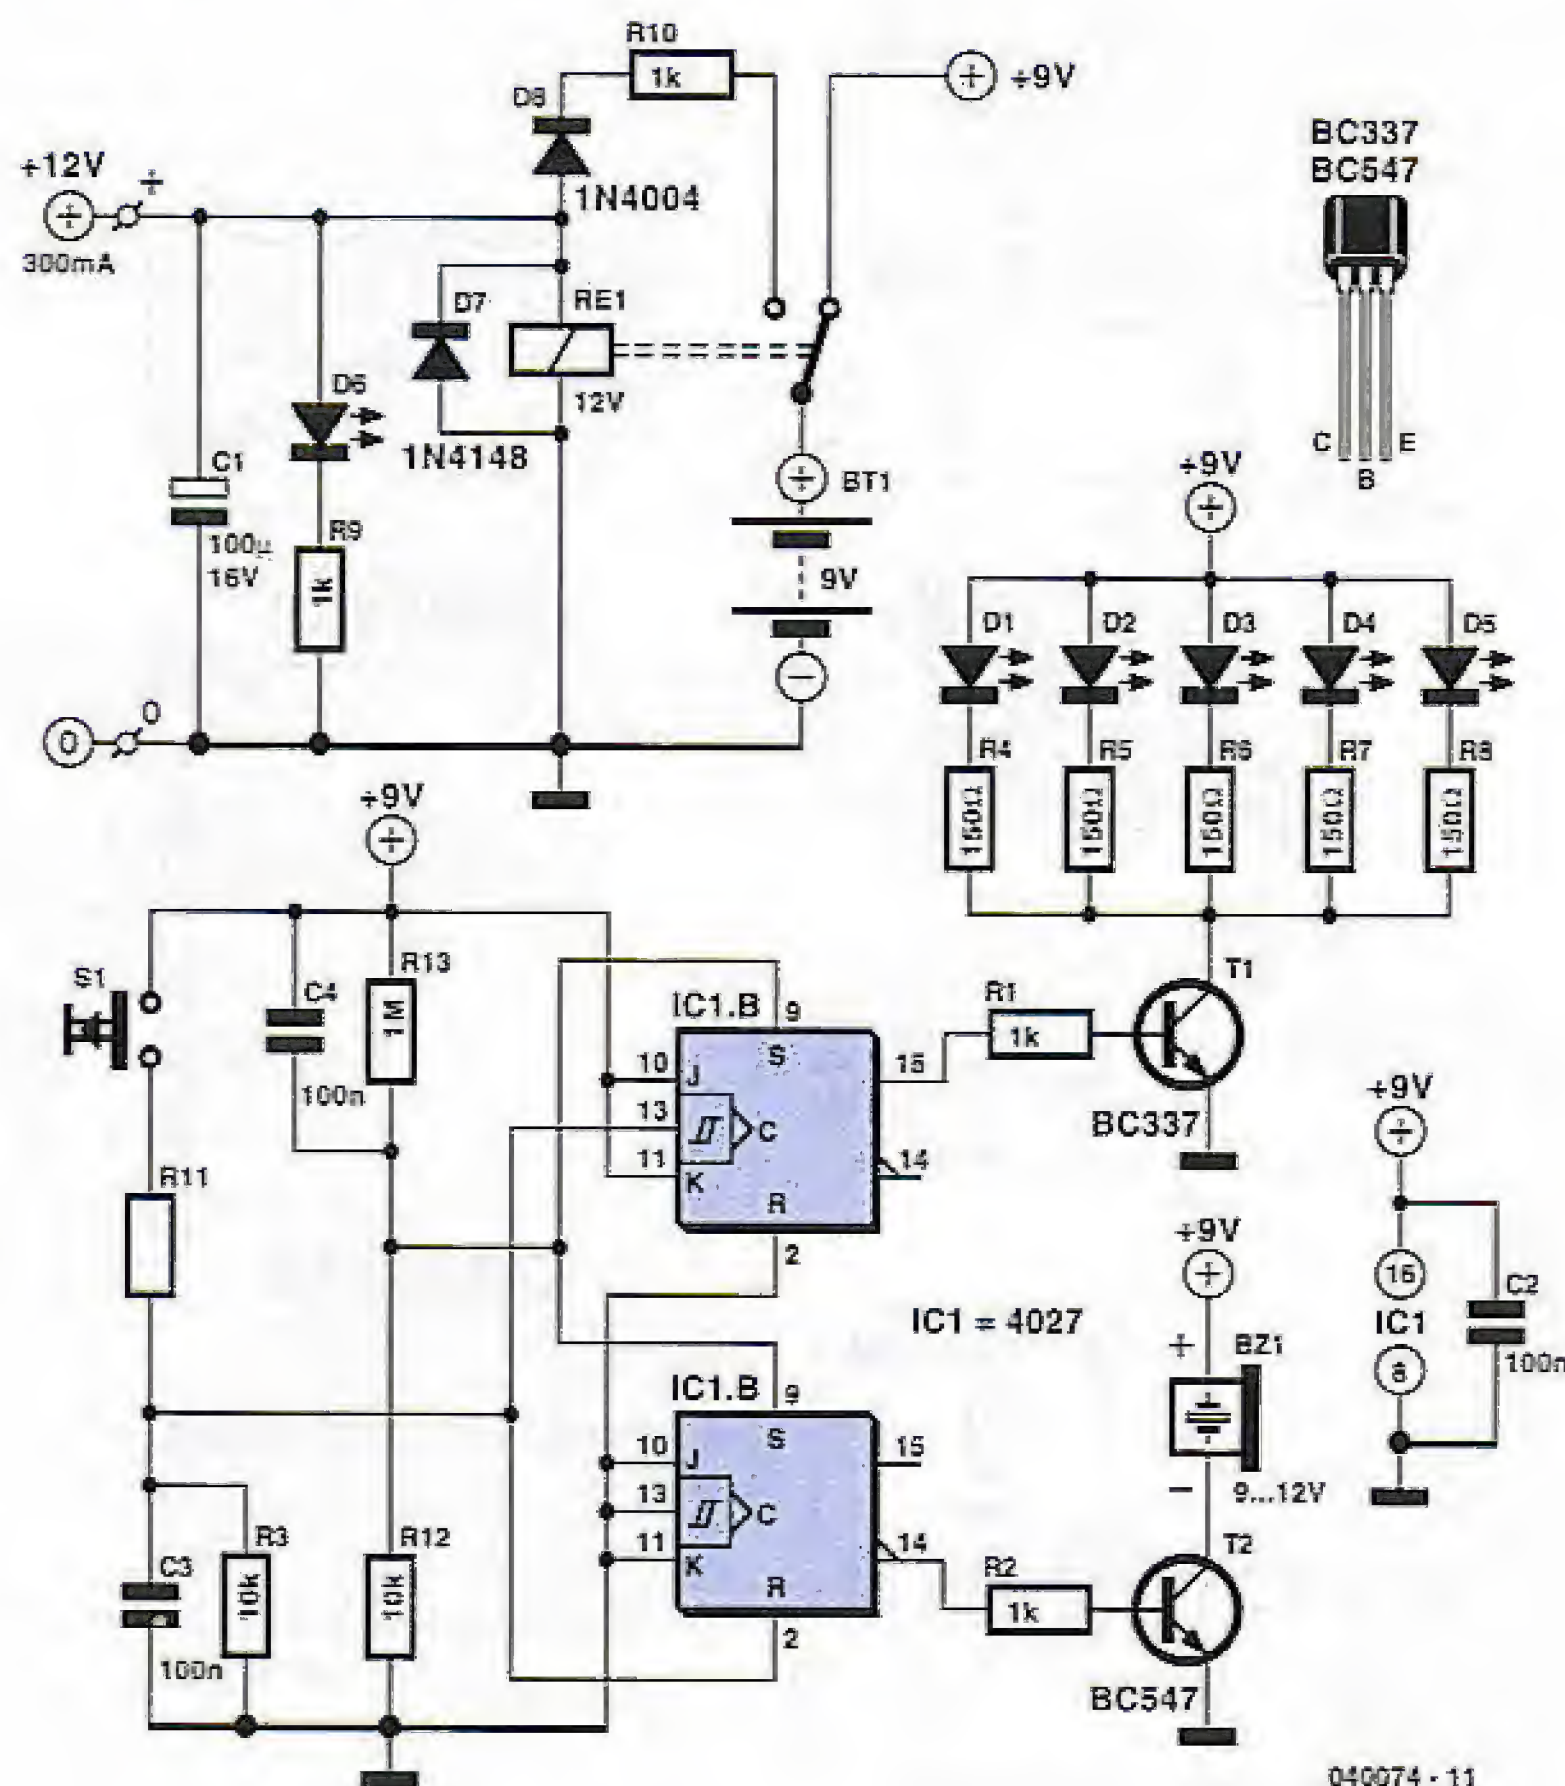 R10
1k
÷9V
D8
+12V
÷
300mA
1N4004
BC337
BC547
C
B
E
D7
RE1
12V
1N4148
D6
C1
100µ
16V
R9
1k
BT1
9V
0
0
÷9V
D1
D2
D3
D4
D5
R4
R5
R6
R7
R8
150Ω
150Ω
150Ω
150Ω
150Ω
÷9V
S1
C4
100n
R13
1M
R11
IC1.B
9
S
10
J
13
C
11
K
R
2
15
14
R1
1k
T1
BC337
IC1 = 4027
IC1.B
9
S
10
J
13
C
11
K
R
2
15
14
R2
1k
T2
BC547
÷9V
+
BZ1
−
9...12V
+9V
16
IC1
8
C2
100n
C3
100n
R3
10k
R12
10k
040074 - 11